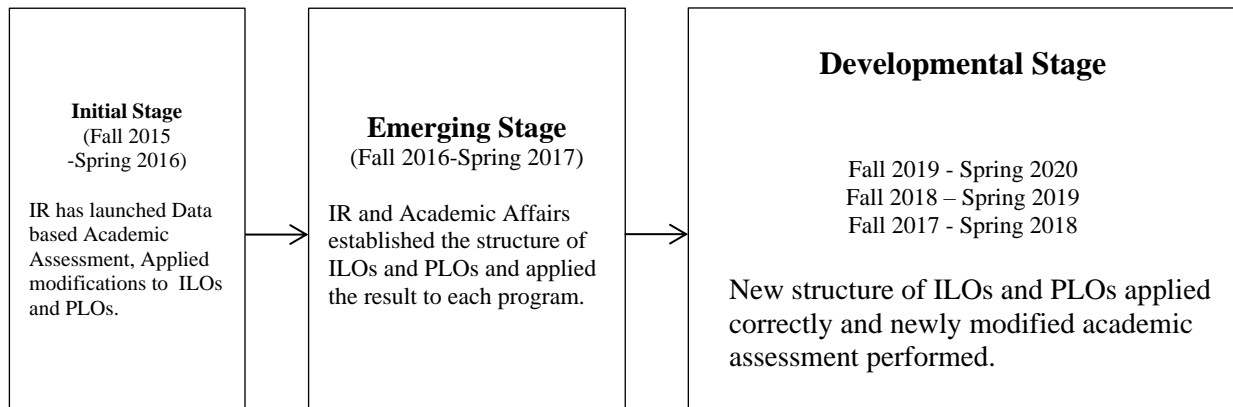 Initial Stage
(Fall 2015
-Spring 2016)
IR has launched Data
based Academic
Assessment, Applied
modifications to ILOs
and PLOs.
Emerging Stage
(Fall 2016-Spring 2017)
IR and Academic Affairs
established the structure of
ILOs and PLOs and applied
the result to each program.
Developmental Stage
Fall 2019 - Spring 2020
Fall 2018 – Spring 2019
Fall 2017 - Spring 2018
New structure of ILOs and PLOs applied
correctly and newly modified academic
assessment performed.